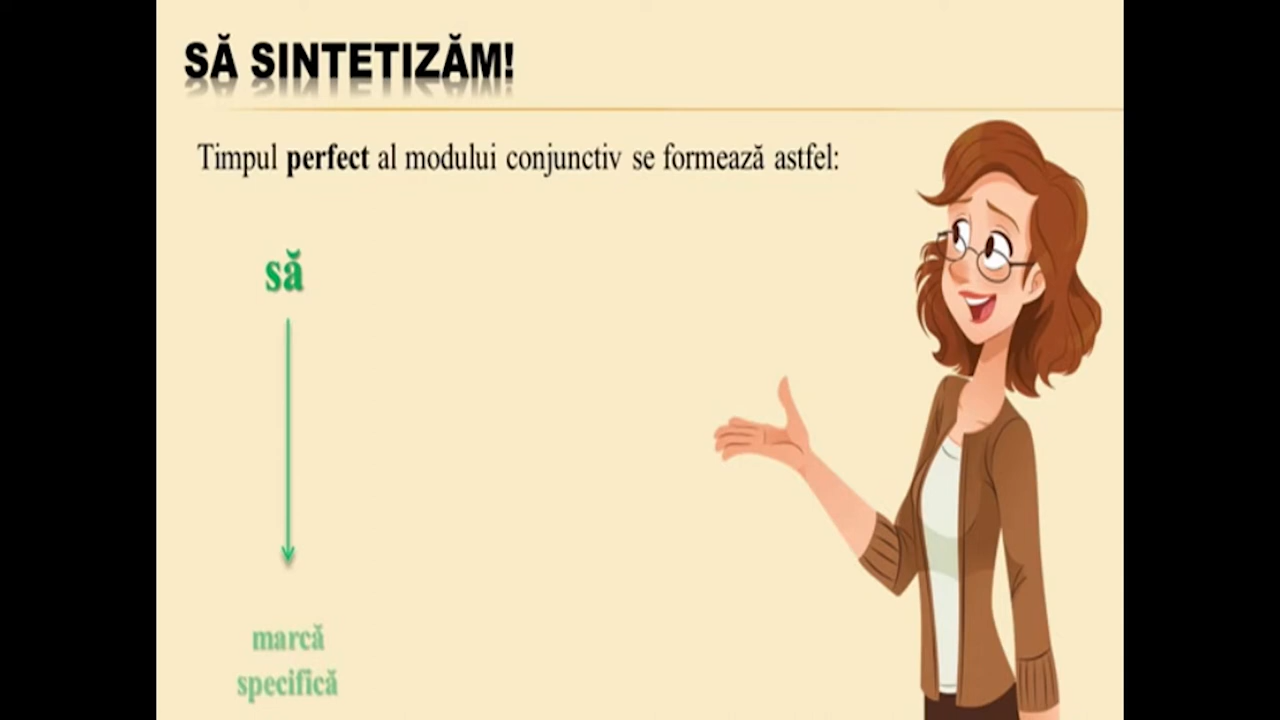 SĂ SINTETIZĂM!
Timpul perfect al modului conjunctiv se formează astfel:
să
marcă
specifică